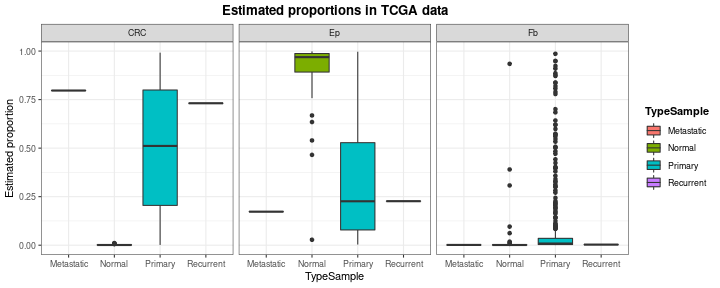 Estimated proportions in TCGA data
CRC Ep Fb
Estimated proportion
1.00
0.75
0.50
0.25
0.00
Metastatic Normal Primary Recurrent Metastatic Normal Primary Recurrent Metastatic Normal Primary Recurrent
TypeSample
TypeSample
Metastatic
Normal
Primary
Recurrent